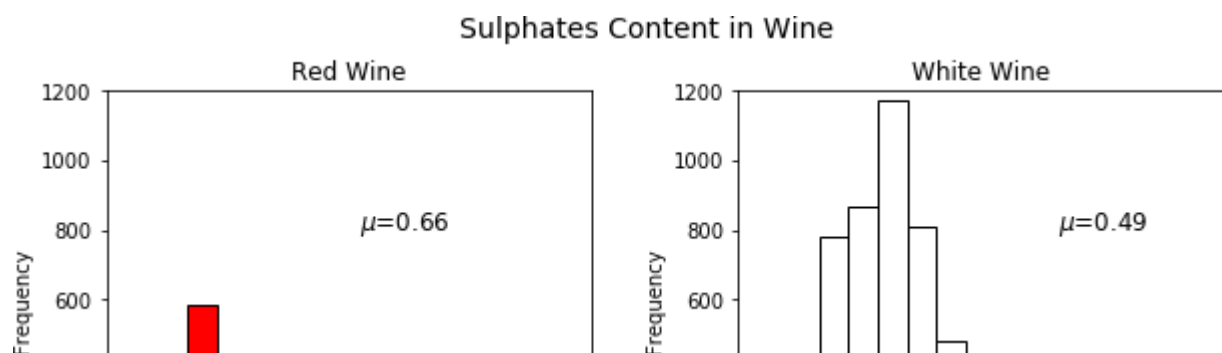 Sulphates Content in Wine
Red Wine
1200
1000
800
600
Frequency
μ=0.66
White Wine
1200
1000
800
600
Frequency
μ=0.49